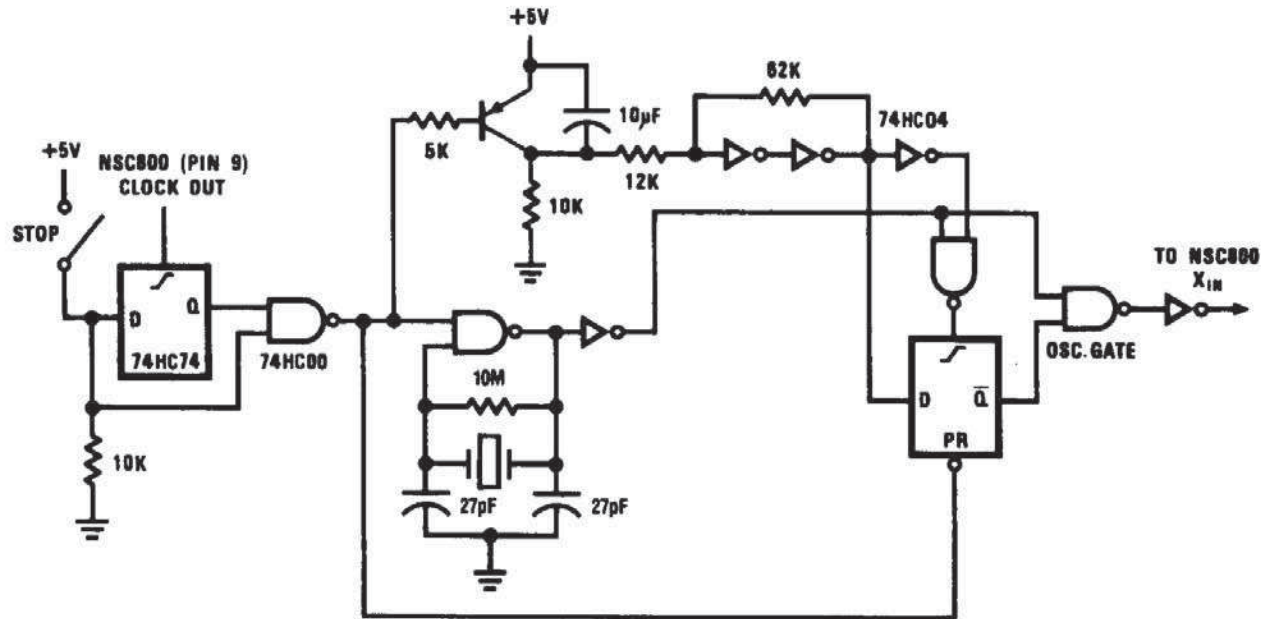 +5V
62K
10µF
74HC04
5K
12K
+5V
NSC800 (PIN 9)
CLOCK OUT
10K
STOP
TO NSC800
X_IN
D
Q
74HC74
74HC00
OSC. GATE
10M
D
Q̅
PR
10K
27pF
27pF